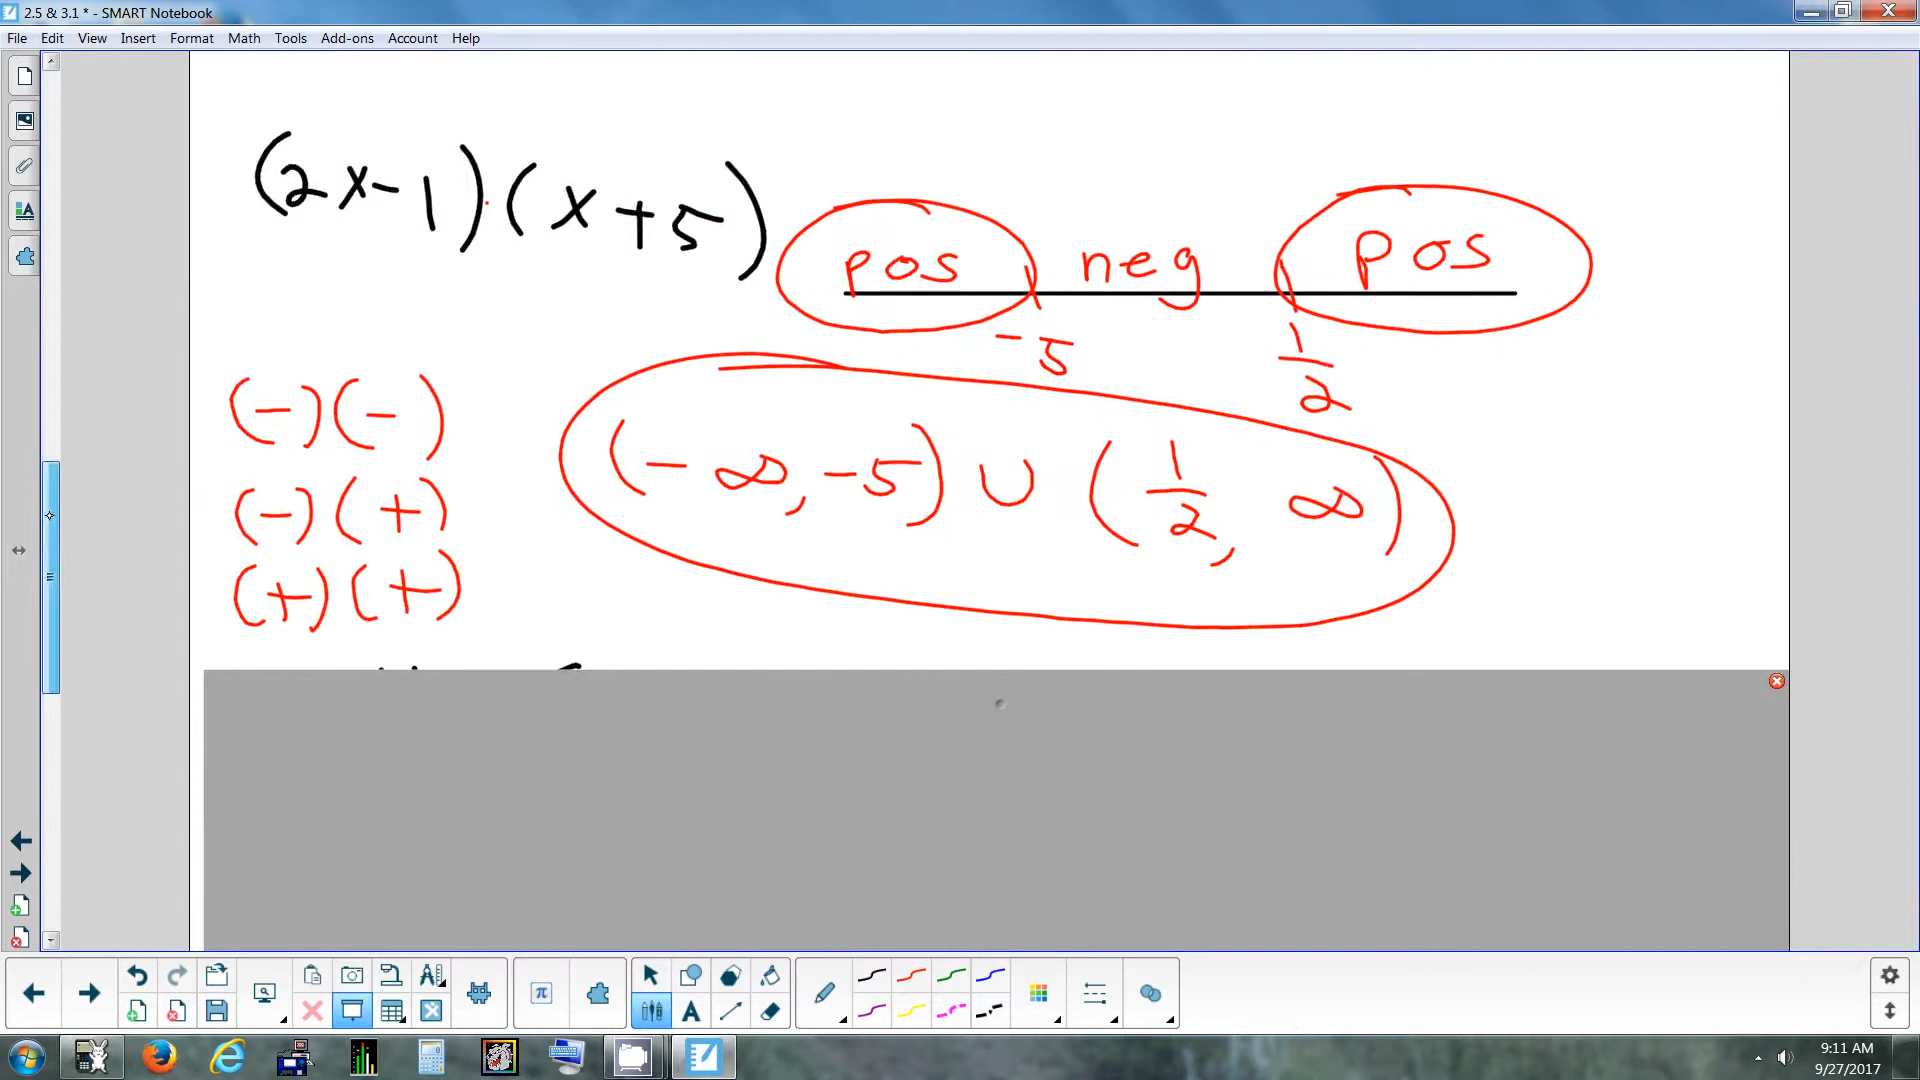 2.5 & 3.1 * - SMART Notebook
File Edit View Insert Format Math Tools Add-ons Account Help
(2x-1)·(x+5)
pos neg pos
-5 1/2
(-)(-)
(-)(+)
(+)(+)
(-∞,-5) ∪ (1/2, ∞)
π
A
9:11 AM
9/27/2017